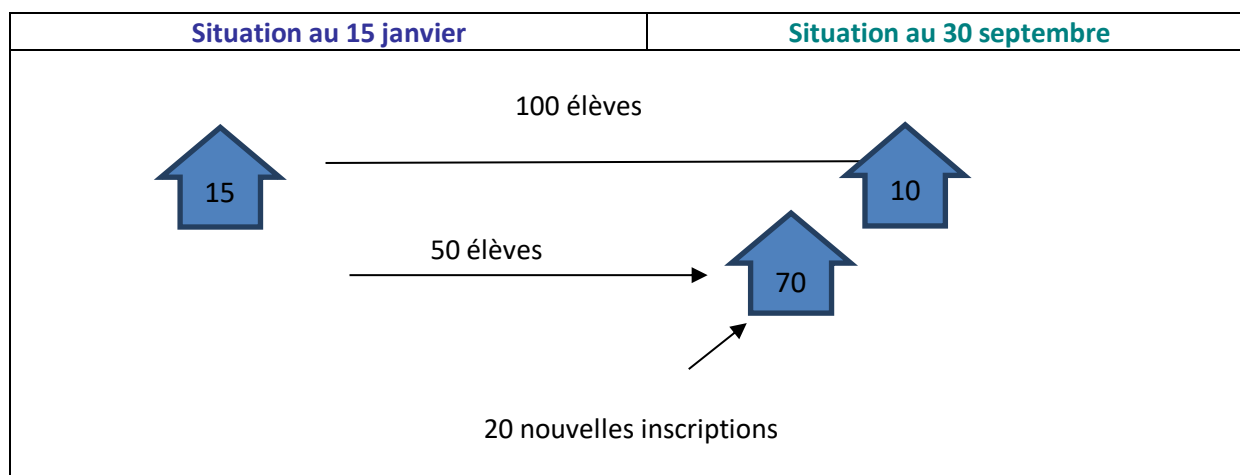 Situation au 15 janvier
Situation au 30 septembre
100 élèves
15
10
50 élèves
70
20 nouvelles inscriptions